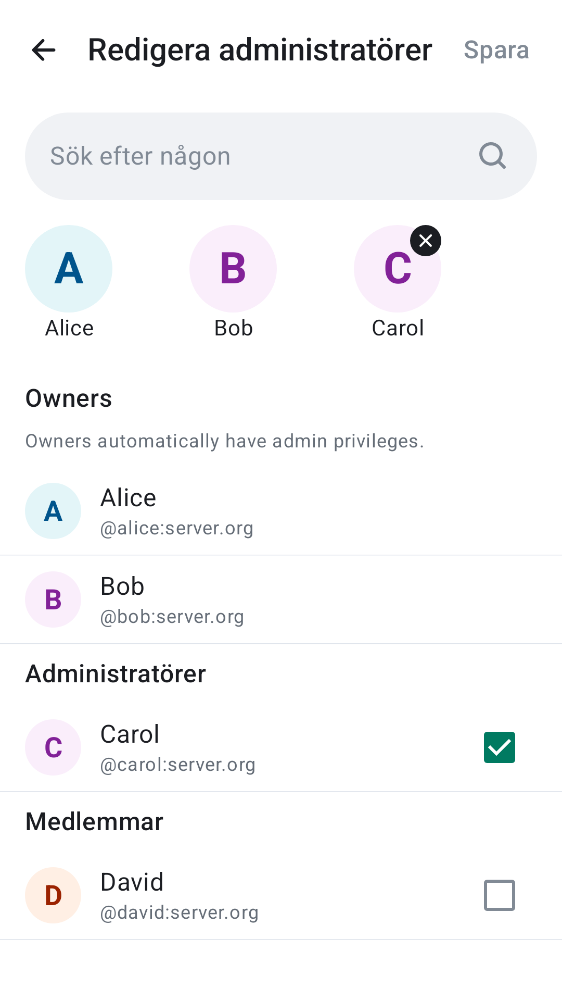 Redigera administratörer
Spara
Sök efter någon
A
B
C
Alice
Bob
Carol
Owners
Owners automatically have admin privileges.
A
Alice
@alice:server.org
B
Bob
@bob:server.org
Administratörer
C
Carol
@carol:server.org
Medlemmar
D
David
@david:server.org